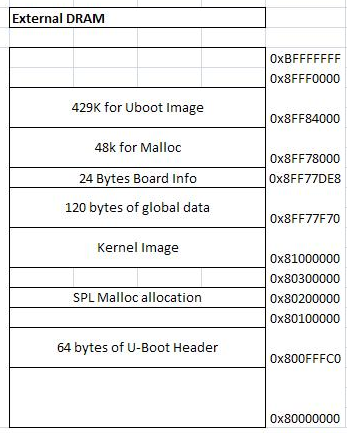 External DRAM
0xBFFFFFFF
0x8FFF0000
429K for Uboot Image
0x8FF84000
48k for Malloc
0x8FF78000
24 Bytes Board Info
0x8FF77DE8
120 bytes of global data
0x8FF77F70
Kernel Image
0x81000000
0x80300000
SPL Malloc allocation
0x80200000
0x80100000
64 bytes of U-Boot Header
0x800FFFC0
0x80000000